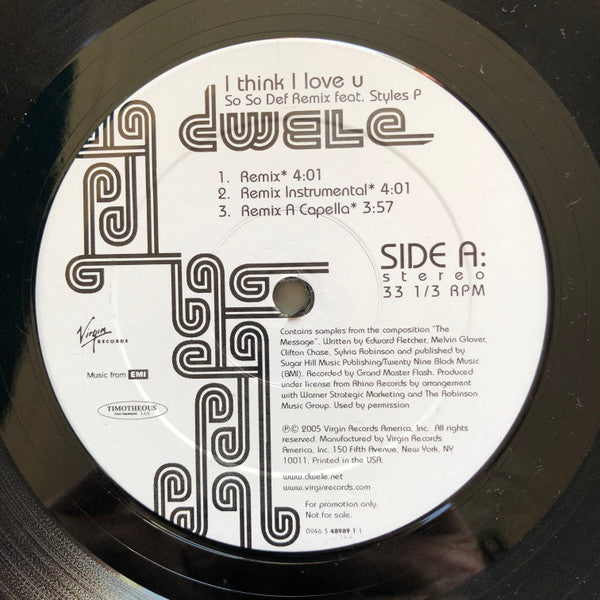 I think I love u
So So Def Remix feat. Styles P
dwele
1. Remix* 4:01
2. Remix Instrumental* 4:01
3. Remix A Capella* 3:57
SIDE A:
stereo
33 1/3 RPM
Virgin
RECORDS
Music from EMI
TIMOTHEOUS
ENTERTAINMENT LLC
Contains samples from the composition "The
Message". Written by Edward Fletcher, Melvin Glover,
Clifton Chase, Sylvia Robinson and published by
Sugar Hill Music Publishing/Twenty Nine Black Music
(BMI). Recorded by Grand Master Flash. Produced
under license from Rhino Records by arrangement
with Warner Strategic Marketing and The Robinson
Music Group. Used by permission
℗© 2005 Virgin Records America, Inc. All rights
reserved. Manufactured by Virgin Records
America, Inc. 150 Fifth Avenue, New York, NY
10011. Printed in the USA.
www.dwele.net
www.virginrecords.com
For promotion only.
Not for sale.
0946 3 48989 1 1